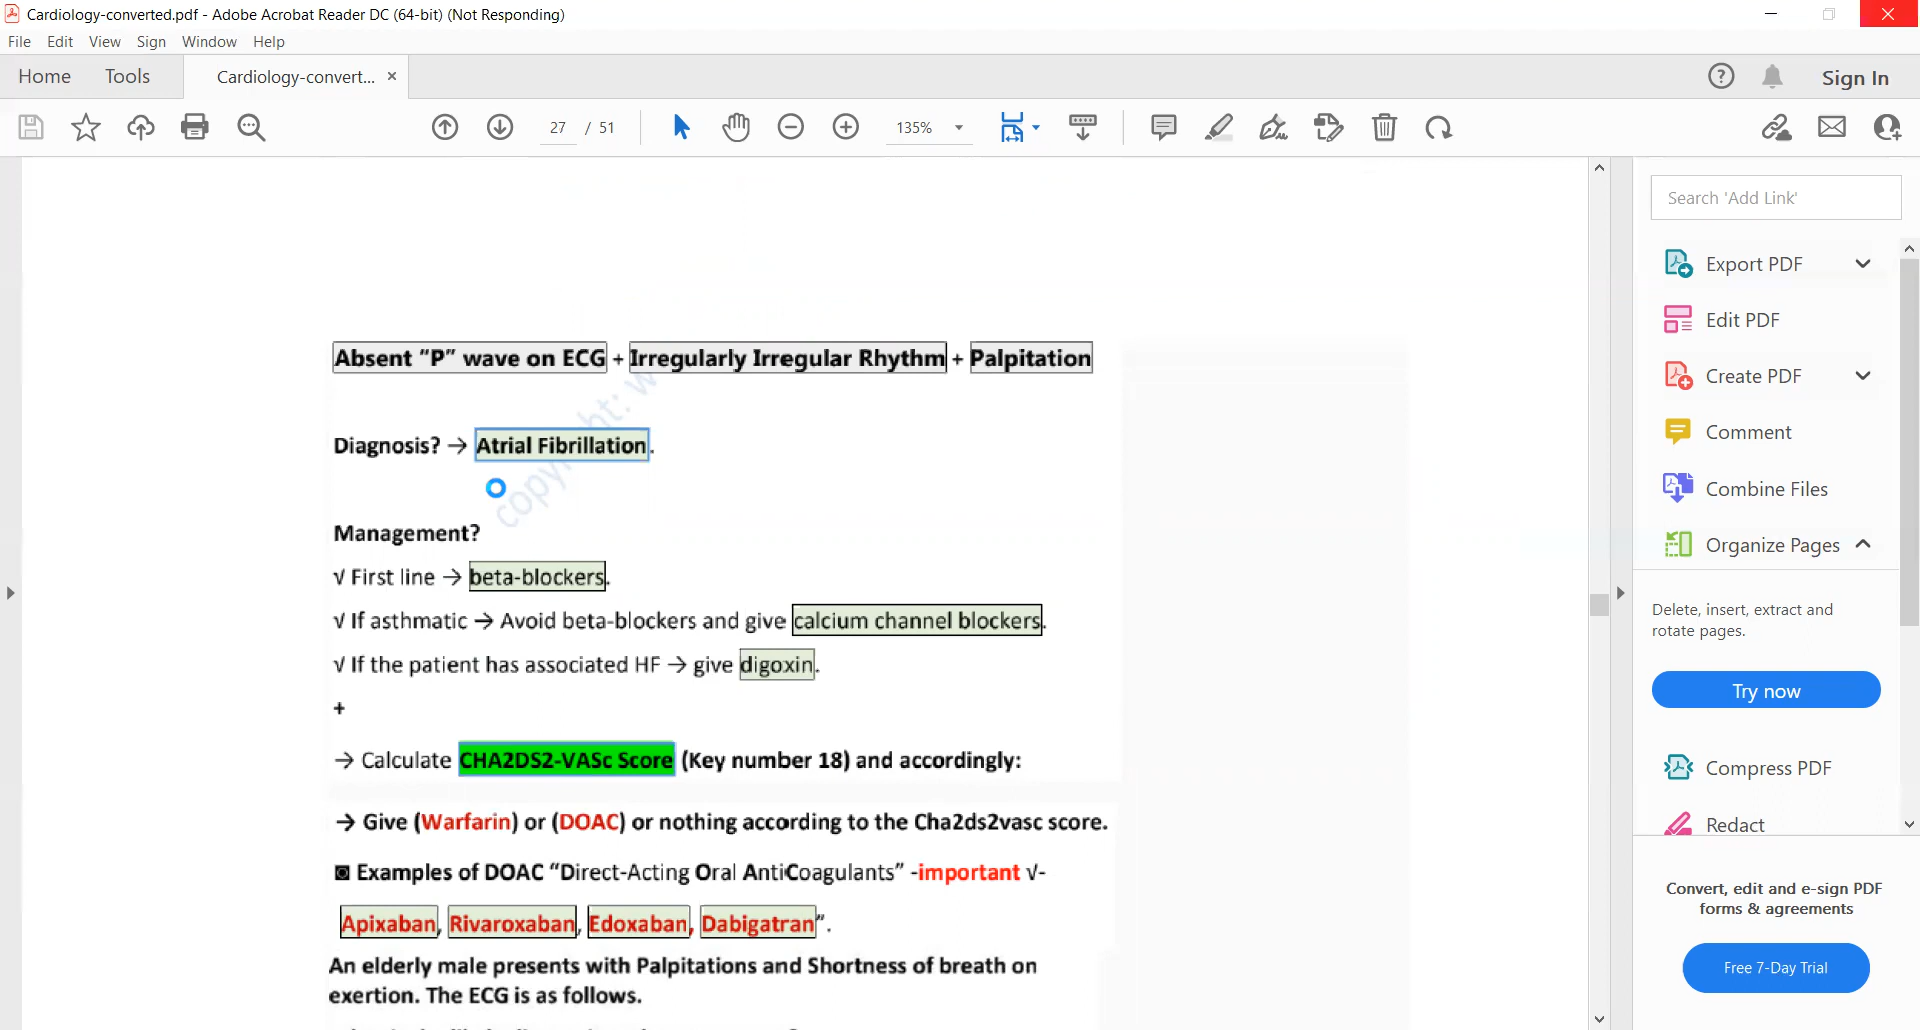 Cardiology-converted.pdf - Adobe Acrobat Reader DC (64-bit) (Not Responding)
File Edit View Sign Window Help
Home Tools Cardiology-convert... × Sign In
27 / 51 135%
Search 'Add Link'
Export PDF
Edit PDF
Create PDF
Comment
Combine Files
Organize Pages
Delete, insert, extract and
rotate pages.
Try now
Compress PDF
Redact
Convert, edit and e-sign PDF
forms & agreements
Free 7-Day Trial
Absent “P” wave on ECG + Irregularly Irregular Rhythm + Palpitation
Diagnosis? → Atrial Fibrillation.
Management?
√ First line → beta-blockers.
√ If asthmatic → Avoid beta-blockers and give calcium channel blockers.
√ If the patient has associated HF → give digoxin.
+
→ Calculate CHA2DS2-VASc Score (Key number 18) and accordingly:
→ Give (Warfarin) or (DOAC) or nothing according to the Cha2ds2vasc score.
◙ Examples of DOAC “Direct-Acting Oral AntiCoagulants” -important √-
Apixaban, Rivaroxaban, Edoxaban, Dabigatran”.
An elderly male presents with Palpitations and Shortness of breath on
exertion. The ECG is as follows.
copyright: w